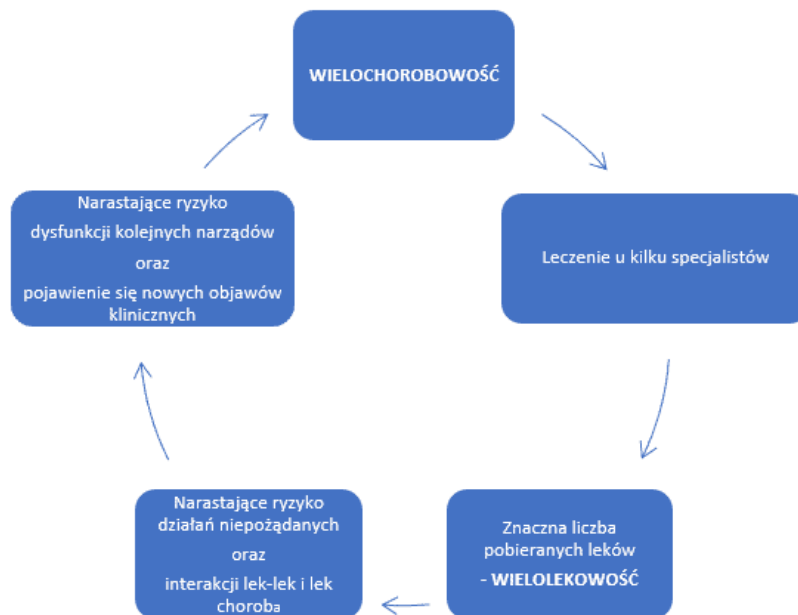 WIELOCHOROBOWOŚĆ
Leczenie u kilku specjalistów
Znaczna liczba
pobieranych leków
- WIELOLEKOWOŚĆ
Narastające ryzyko
działań niepożądanych
oraz
interakcji lek-lek i lek
choroba
Narastające ryzyko
dysfunkcji kolejnych narządów
oraz
pojawienie się nowych objawów
klinicznych